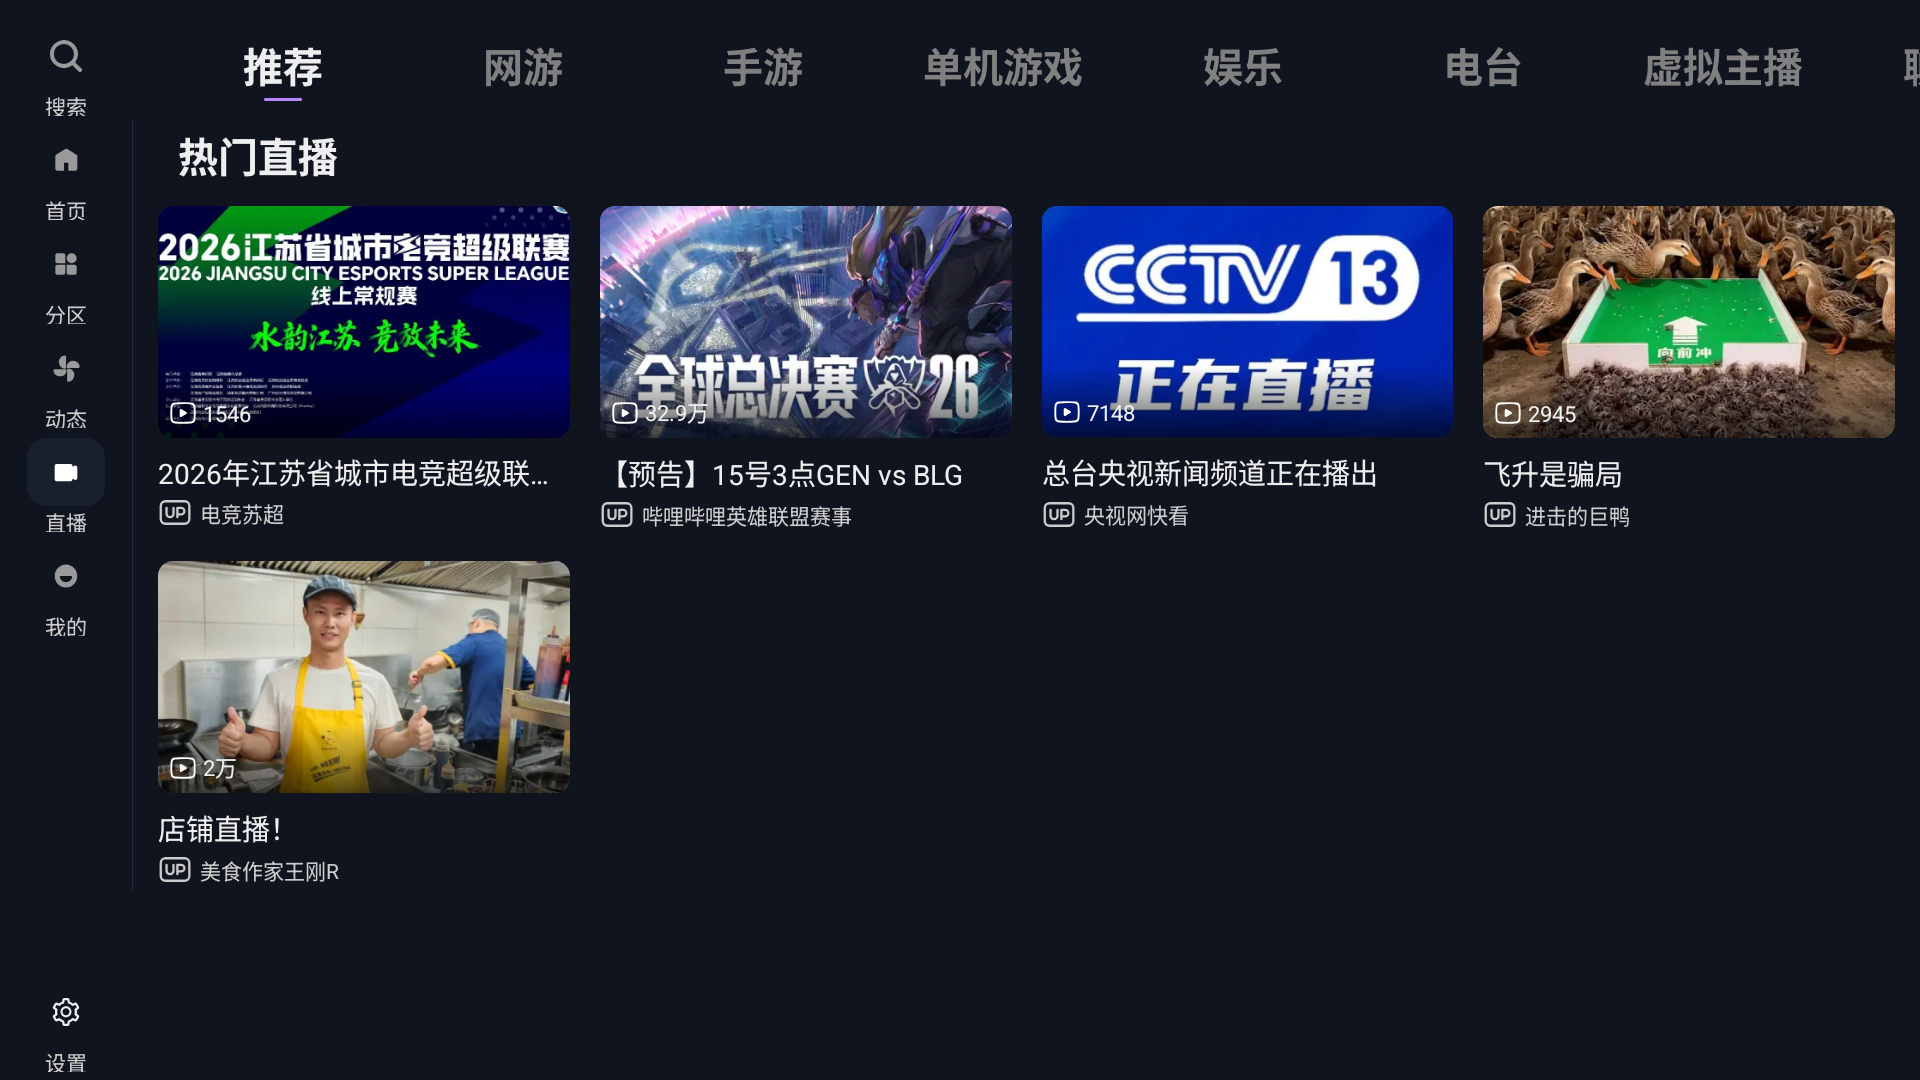 搜索
首页
分区
动态
直播
我的
设置
推荐
网游
手游
单机游戏
娱乐
电台
虚拟主播
热门直播
2026江苏省城市电竞超级联赛
2026 JIANGSU CITY ESPORTS SUPER LEAGUE
线上常规赛
水韵江苏 竞放未来
1546
2026年江苏省城市电竞超级联...
UP 电竞苏超
全球总决赛 26
32.9万
【预告】15号3点GEN vs BLG
UP 哔哩哔哩英雄联盟赛事
CCTV 13
正在直播
7148
总台央视新闻频道正在播出
UP 央视网快看
向前冲
2945
飞升是骗局
UP 进击的巨鸭
2万
店铺直播！
UP 美食作家王刚R